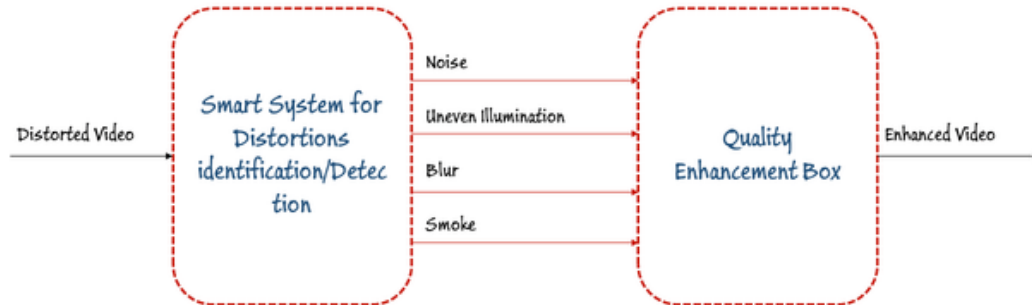 Distorted Video
Smart System for
Distortions
identification/Detec
tion
Noise
Uneven Illumination
Blur
Smoke
Quality
Enhancement Box
Enhanced Video